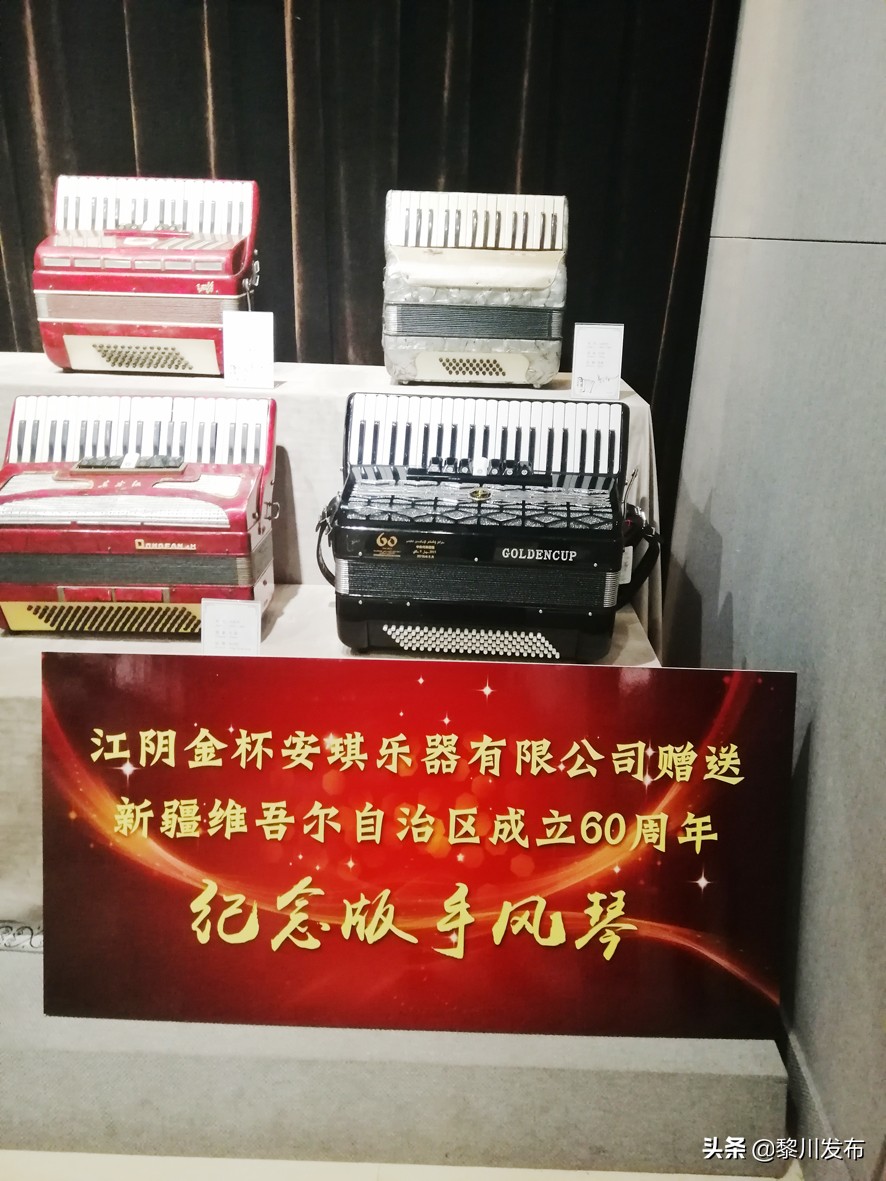 DONGFANGH
60
GOLDENCUP
江阴金杯安琪乐器有限公司赠送
新疆维吾尔自治区成立60周年
纪念版手风琴
头条 @黎川发布